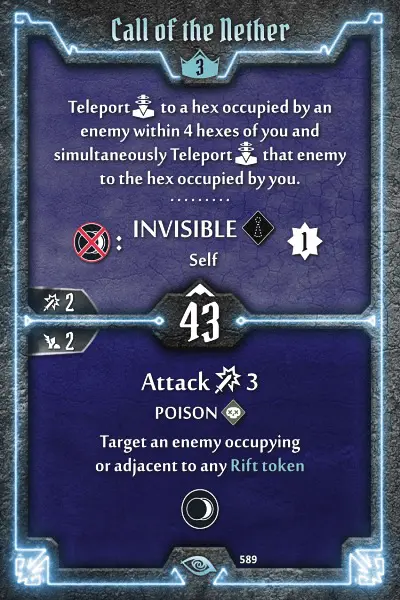 Call of the Nether
3
Teleport to a hex occupied by an
enemy within 4 hexes of you and
simultaneously Teleport that enemy
to the hex occupied by you.
: INVISIBLE
Self
1
2
43
2
Attack 3
POISON
Target an enemy occupying
or adjacent to any Rift token
589